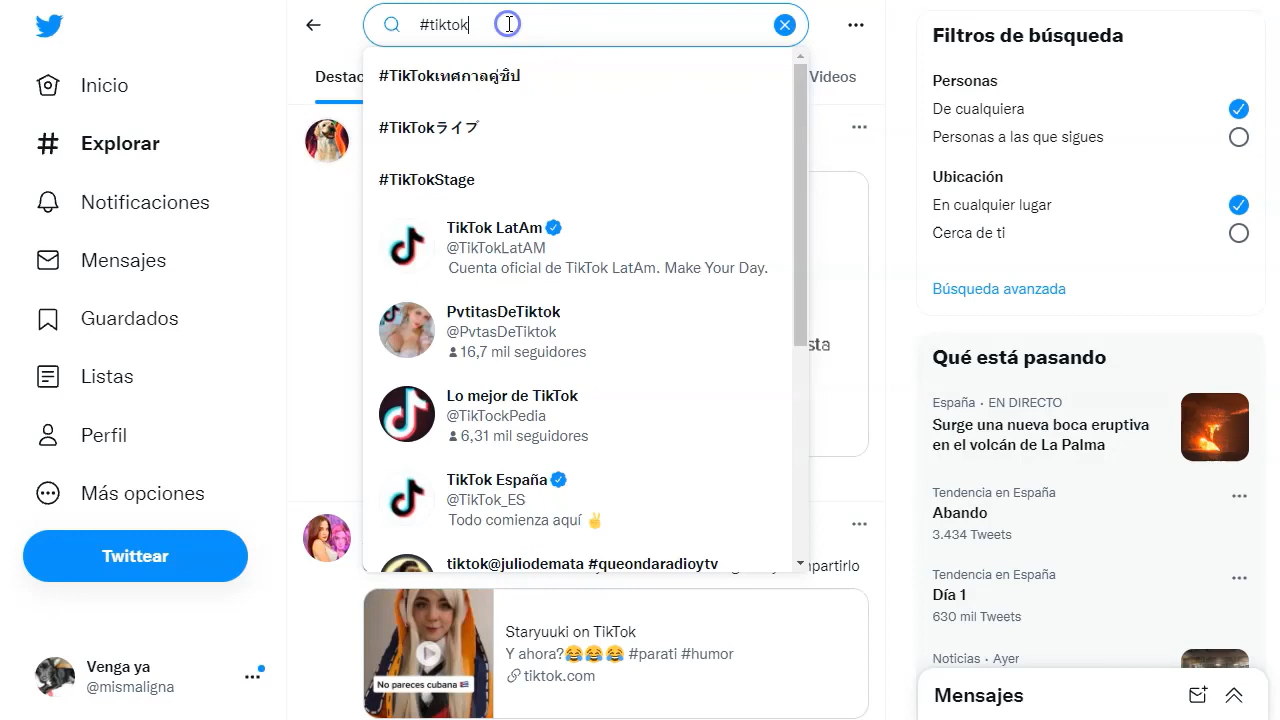 Inicio
Explorar
Notificaciones
Mensajes
Guardados
Listas
Perfil
Más opciones
Twittear
Venga ya
@mismaligna
#tiktok
Destac
Videos
#TikTokเทศกาลคู่ชิป
#TikTokライブ
#TikTokStage
TikTok LatAm
@TikTokLatAM
Cuenta oficial de TikTok LatAm. Make Your Day.
PvtitasDeTiktok
@PvtasDeTiktok
16,7 mil seguidores
Lo mejor de TikTok
@TikTockPedia
6,31 mil seguidores
TikTok España
@TikTok_ES
Todo comienza aquí ✌️
tiktok@julioddemata #queondaradioytv
sta
mpartirlo
No pareces cubana
Staryuuki on TikTok
Y ahora?😂😂😂 #parati #humor
tiktok.com
Filtros de búsqueda
Personas
De cualquiera
Personas a las que sigues
Ubicación
En cualquier lugar
Cerca de ti
Búsqueda avanzada
Qué está pasando
España · EN DIRECTO
Surge una nueva boca eruptiva
en el volcán de La Palma
Tendencia en España
Abando
3.434 Tweets
Tendencia en España
Día 1
630 mil Tweets
Noticias · Ayer
Mensajes